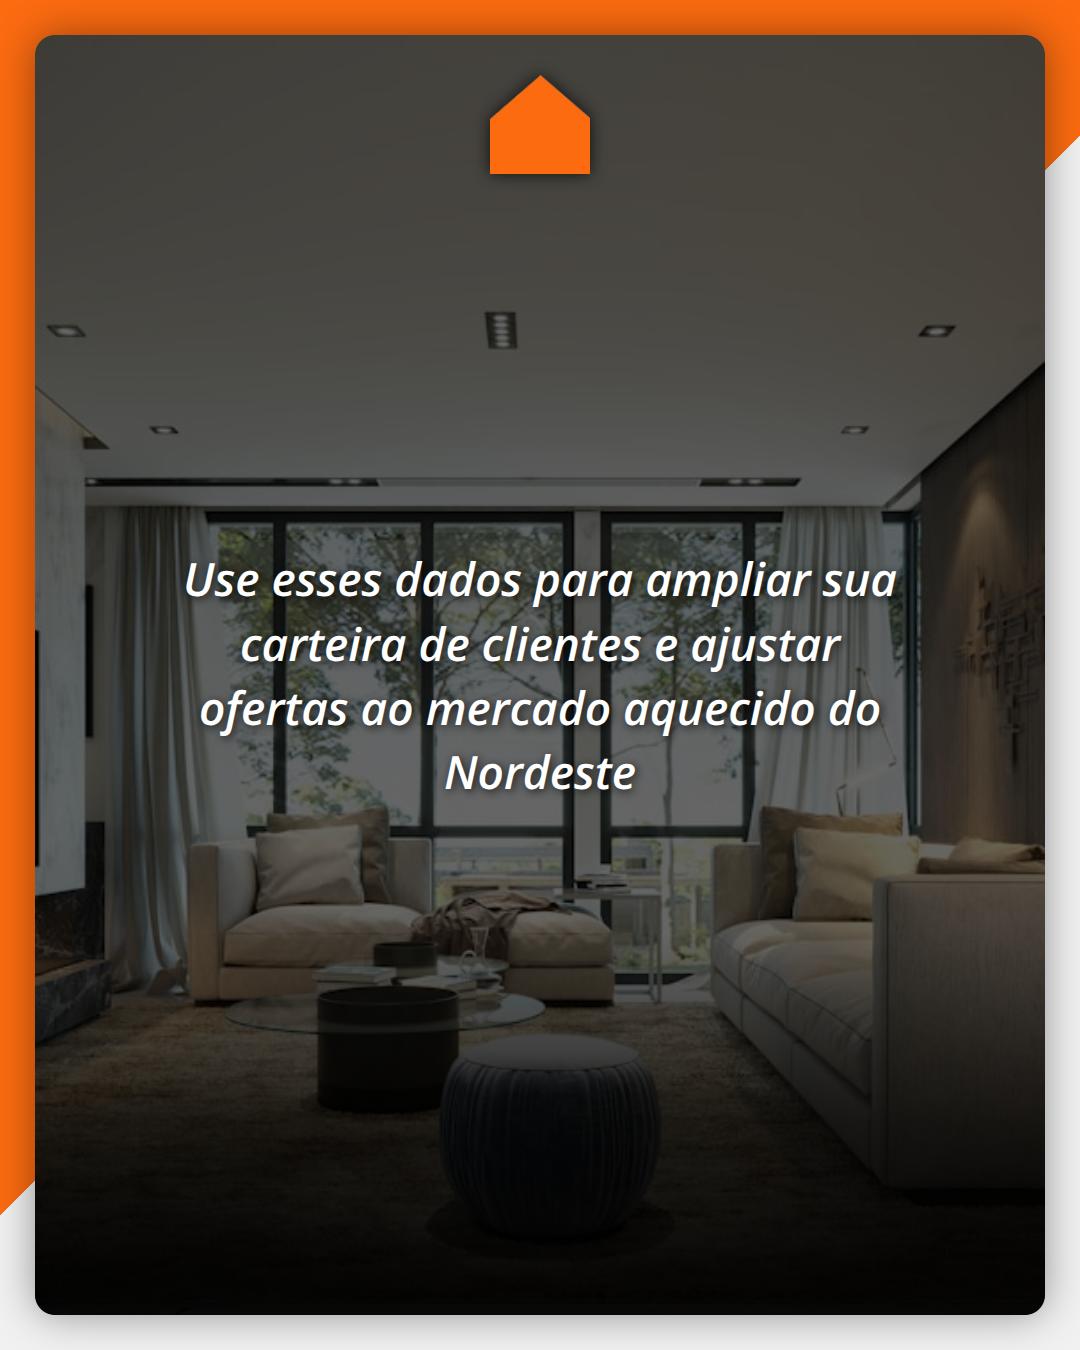 Use esses dados para ampliar sua
carteira de clientes e ajustar
ofertas ao mercado aquecido do
Nordeste